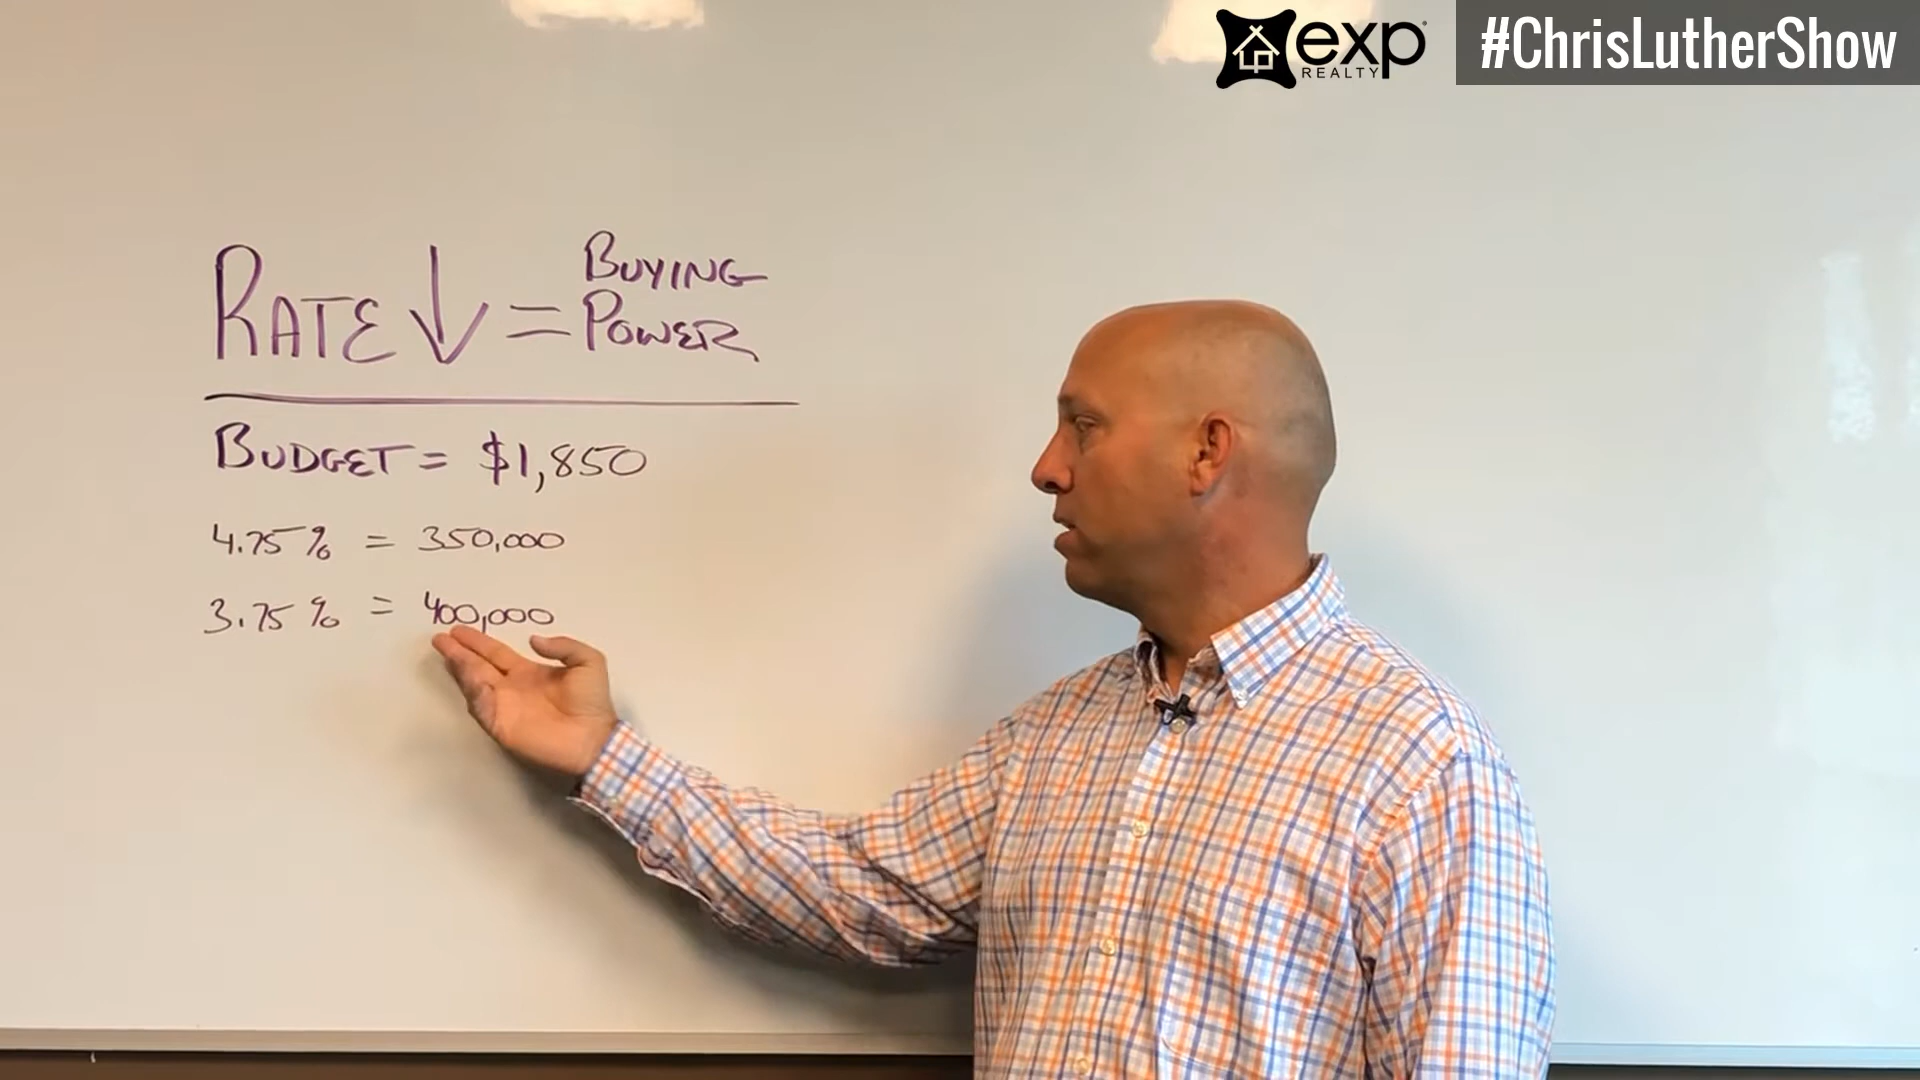 exp
REALTY
#ChrisLutherShow
RATE ↓ = BUYING POWER
BUDGET = $1,850
4.75% = 350,000
3.75% = 400,000